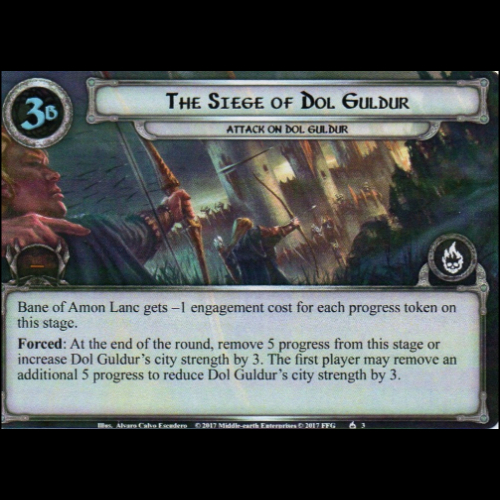 3B
THE SIEGE OF DOL GULDUR
ATTACK ON DOL GULDUR
Bane of Amon Lanc gets –1 engagement cost for each progress token on
this stage.
Forced: At the end of the round, remove 5 progress from this stage or
increase Dol Guldur's city strength by 3. The first player may remove an
additional 5 progress to reduce Dol Guldur's city strength by 3.
Illus. Álvaro Calvo Escudero © 2017 Middle-earth Enterprises © 2017 FFG 3